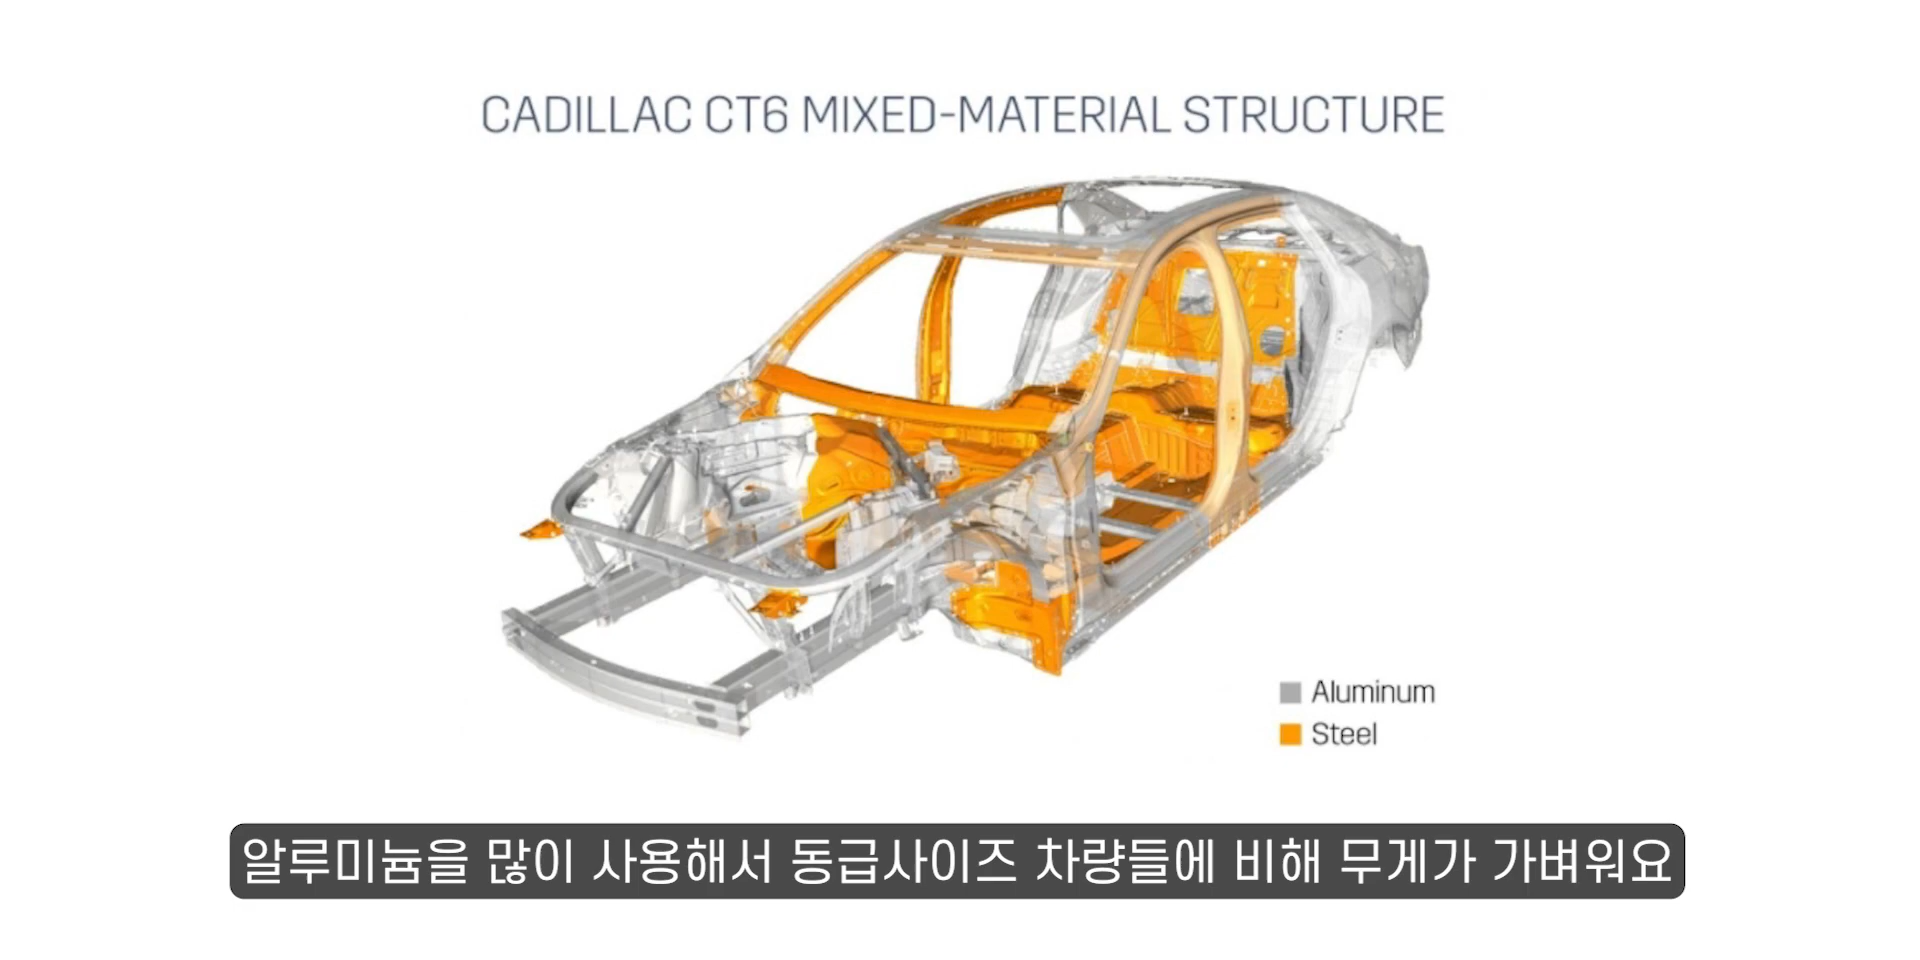 CADILLAC CT6 MIXED-MATERIAL STRUCTURE
Aluminum
Steel
알루미늄을 많이 사용해서 동급사이즈 차량들에 비해 무게가 가벼워요